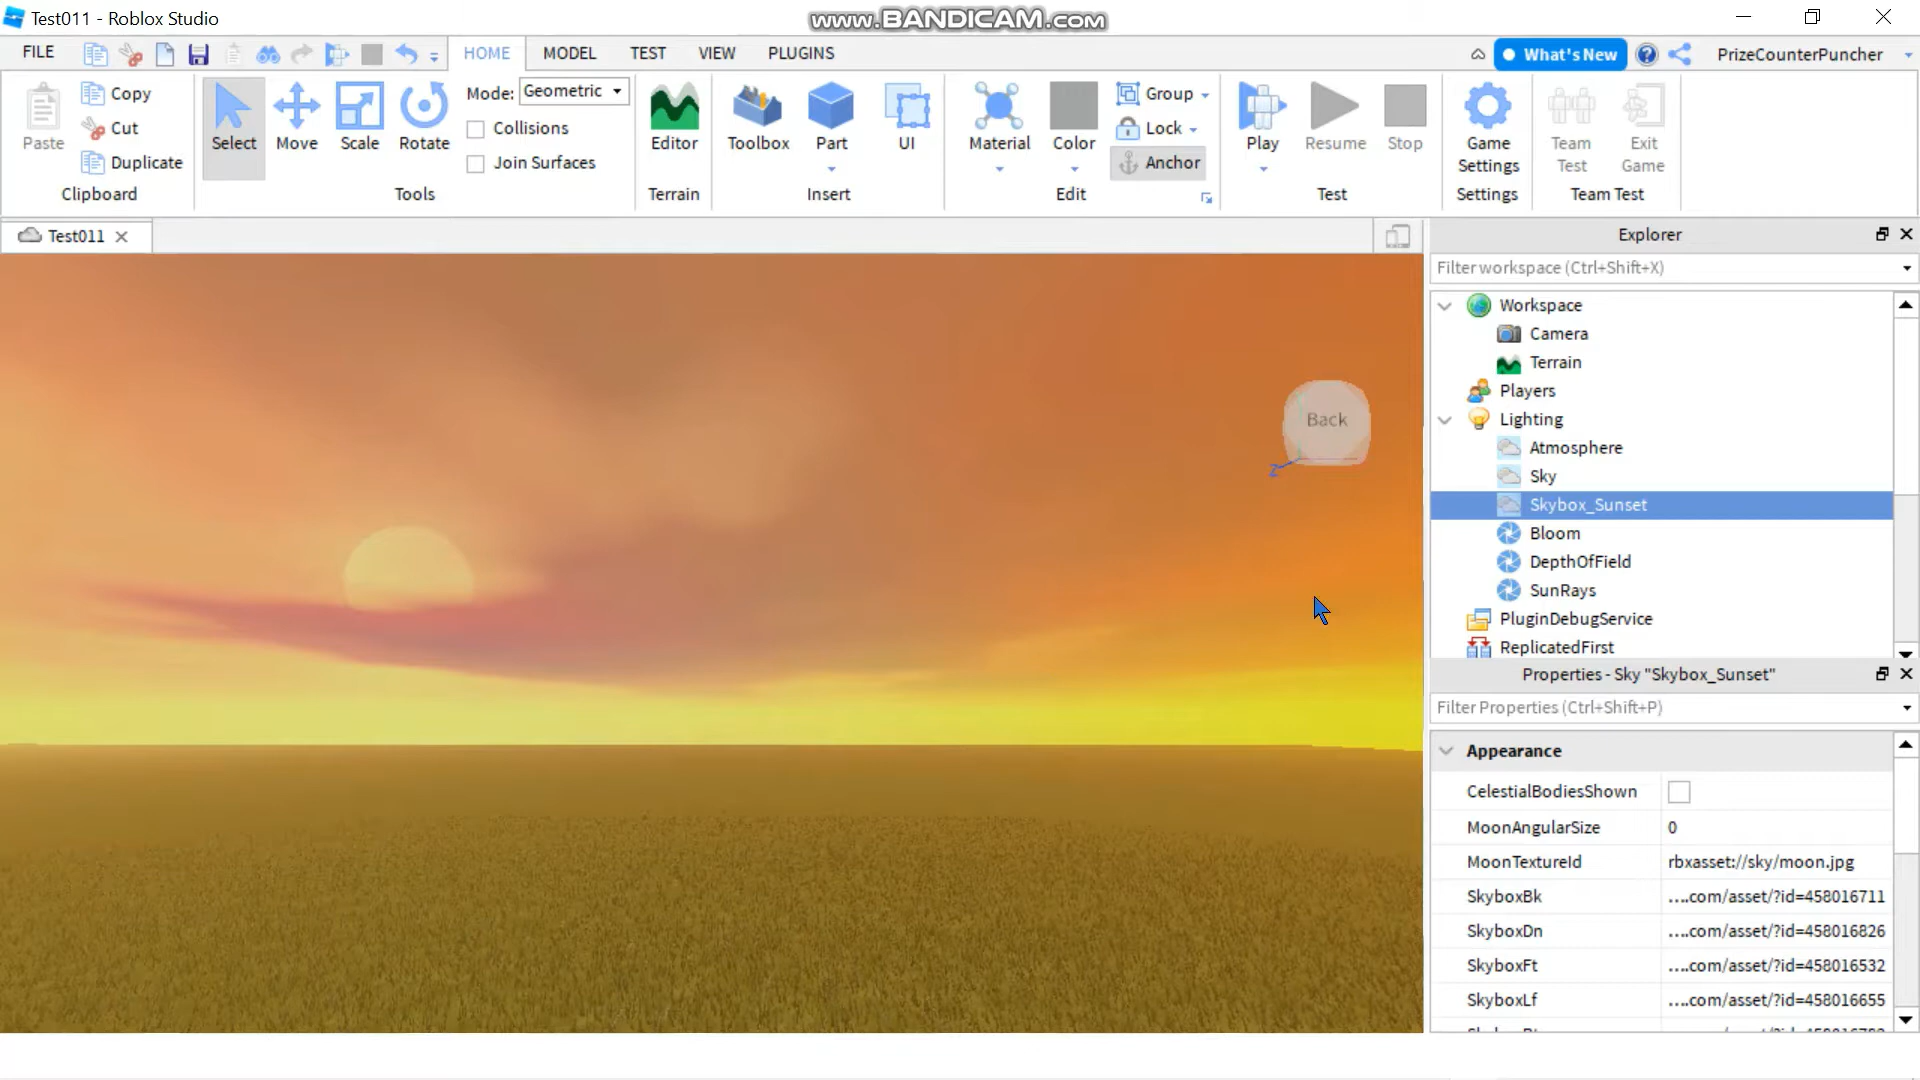 Test011 - Roblox Studio
www.BANDICAM.com
FILE
HOME
MODEL
TEST
VIEW
PLUGINS
What's New
PrizeCounterPuncher
Paste
Copy
Cut
Duplicate
Clipboard
Select
Move
Scale
Rotate
Mode: Geometric
Collisions
Join Surfaces
Tools
Editor
Terrain
Toolbox
Part
UI
Insert
Material
Color
Group
Lock
Anchor
Edit
Play
Resume
Stop
Test
Game
Settings
Settings
Team
Test
Exit
Game
Team Test
Test011
Back
Z
Explorer
Filter workspace (Ctrl+Shift+X)
Workspace
Camera
Terrain
Players
Lighting
Atmosphere
Sky
Skybox_Sunset
Bloom
DepthOfField
SunRays
PluginDebugService
ReplicatedFirst
Properties - Sky "Skybox_Sunset"
Filter Properties (Ctrl+Shift+P)
Appearance
CelestialBodiesShown
MoonAngularSize 0
MoonTextureId rbxasset://sky/moon.jpg
SkyboxBk ....com/asset/?id=458016711
SkyboxDn ....com/asset/?id=458016826
SkyboxFt ....com/asset/?id=458016532
SkyboxLf ....com/asset/?id=458016655